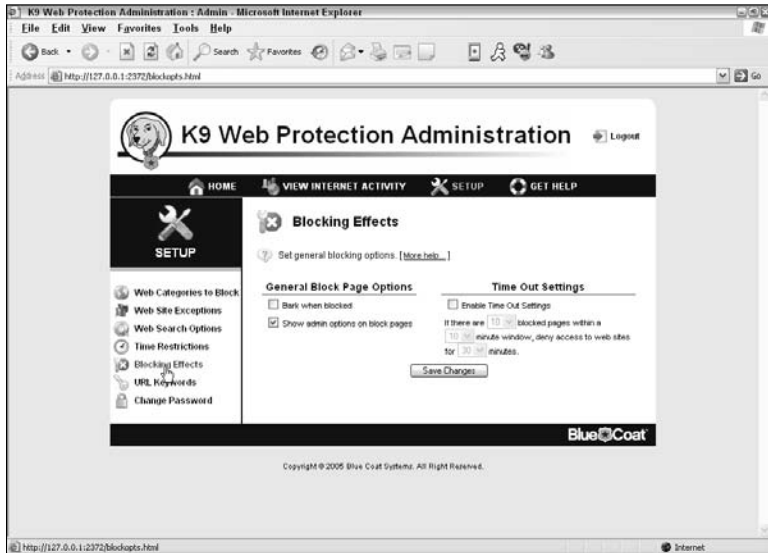 K9 Web Protection Administration : Admin - Microsoft Internet Explorer
File Edit View Favorites Tools Help
Back Search Favorites
Address http://127.0.0.1:2372/blockopts.html Go
K9 Web Protection Administration Logout
HOME VIEW INTERNET ACTIVITY SETUP GET HELP
SETUP
Web Categories to Block
Web Site Exceptions
Web Search Options
Time Restrictions
Blocking Effects
URL Keywords
Change Password
Blocking Effects
Set general blocking options. [More help...]
General Block Page Options
Bark when blocked
Show admin options on block pages
Time Out Settings
Enable Time Out Settings
If there are 10 blocked pages within a
10 minute window, deny access to web sites
for 30 minutes.
Save Changes
Blue Coat
Copyright © 2005 Blue Coat Systems. All Right Reserved.
http://127.0.0.1:2372/blockopts.html Internet